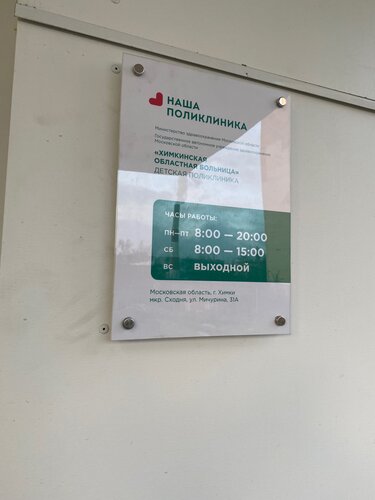 НАША
ПОЛИКЛИНИКА
Министерство здравоохранения Московской области
Государственное автономное учреждение здравоохранения
Московской области
«ХИМКИНСКАЯ
ОБЛАСТНАЯ БОЛЬНИЦА»
ДЕТСКАЯ ПОЛИКЛИНИКА
ЧАСЫ РАБОТЫ:
ПН—ПТ 8:00 — 20:00
СБ 8:00 — 15:00
ВС ВЫХОДНОЙ
Московская область, г. Химки
мкр. Сходня, ул. Мичурина, 31А